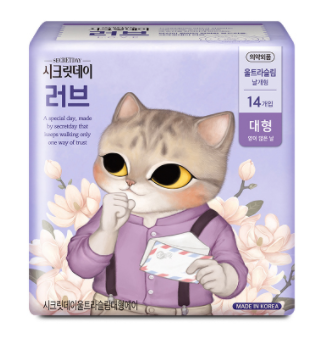 SECRETDAY
시크릿데이
러브
A special day, made
by secretday that
keeps walking only
one way of trust
의약외품
울트라슬림
날개형
14개입
대형
양이 많은 날
시크릿데이울트라슬림대형에어
MADE IN KOREA